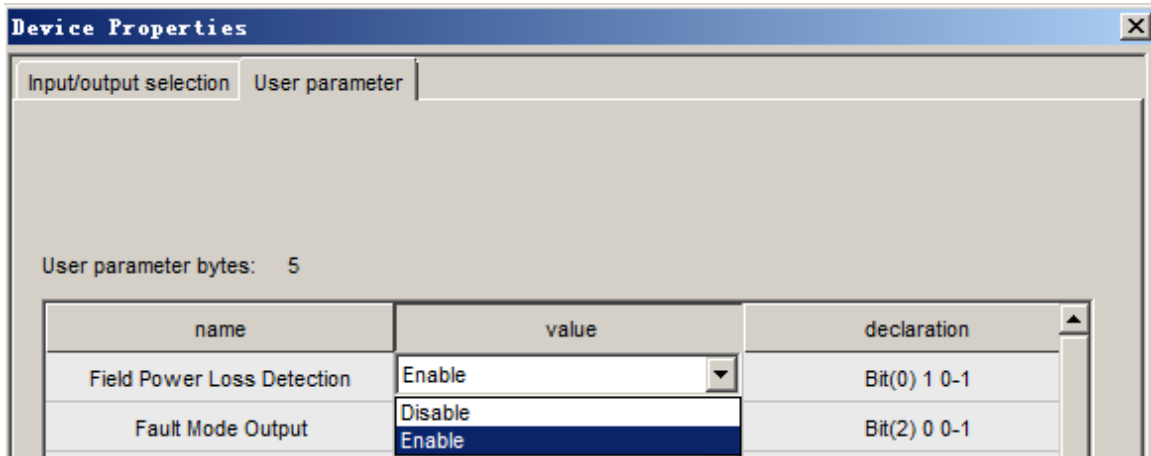 Device Properties
Input/output selection User parameter
User parameter bytes: 5
name value declaration
Field Power Loss Detection Enable Bit(0) 1 0-1
Disable
Fault Mode Output Bit(2) 0 0-1
Enable